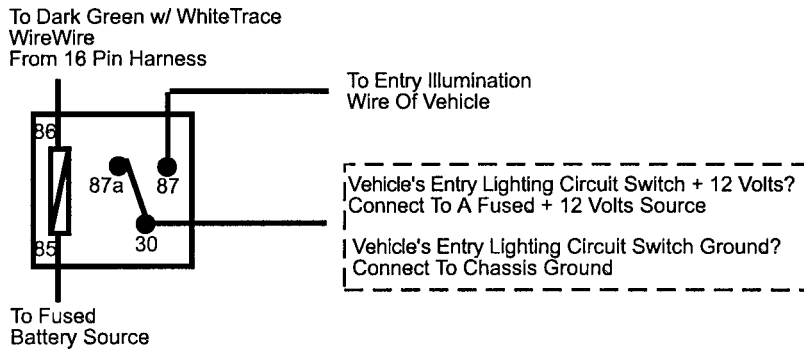 To Dark Green w/ WhiteTrace
WireWire
From 16 Pin Harness
To Entry Illumination
Wire Of Vehicle
86
87a
87
85
30
Vehicle's Entry Lighting Circuit Switch + 12 Volts?
Connect To A Fused + 12 Volts Source
Vehicle's Entry Lighting Circuit Switch Ground?
Connect To Chassis Ground
To Fused
Battery Source